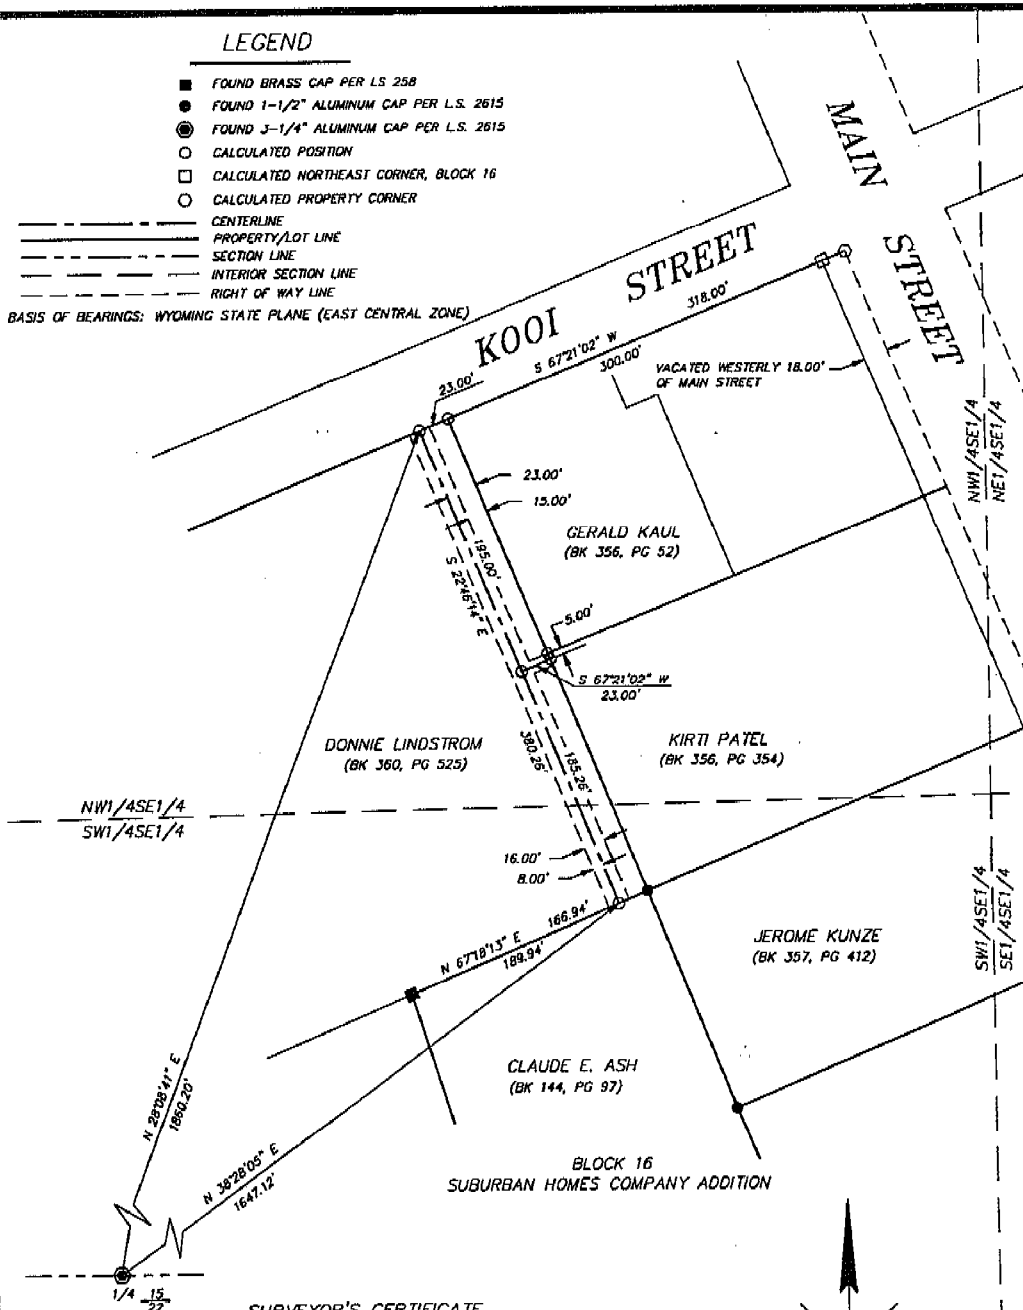 LEGEND
FOUND BRASS CAP PER LS 258
FOUND 1-1/2" ALUMINUM CAP PER L.S. 2615
FOUND 3-1/4" ALUMINUM CAP PER L.S. 2615
CALCULATED POSITION
CALCULATED NORTHEAST CORNER, BLOCK 16
CALCULATED PROPERTY CORNER
CENTERLINE
PROPERTY/LOT LINE
SECTION LINE
INTERIOR SECTION LINE
RIGHT OF WAY LINE
BASIS OF BEARINGS: WYOMING STATE PLANE (EAST CENTRAL ZONE)
MAIN STREET
KOOI STREET
318.00'
S 67°21'02" W
300.00'
VACATED WESTERLY 18.00'
OF MAIN STREET
23.00'
NW1/4SE1/4
NE1/4SE1/4
23.00'
15.00'
GERALD KAUL
(BK 356, PG 52)
195.00'
S 22°46'14" E
5.00'
S 67°21'02" W
23.00'
DONNIE LINDSTROM
(BK 360, PG 525)
KIRTI PATEL
(BK 356, PG 354)
380.26'
185.26'
NW1/4SE1/4
SW1/4SE1/4
16.00'
8.00'
166.94'
N 67°18'13" E
189.94'
JEROME KUNZE
(BK 357, PG 412)
SW1/4SE1/4
SE1/4SE1/4
CLAUDE E. ASH
(BK 144, PG 97)
N 28°08'41" E
1860.20'
N 38°28'05" E
1647.12'
BLOCK 16
SUBURBAN HOMES COMPANY ADDITION
1/4 15
22
SURVEYOR'S CERTIFICATE